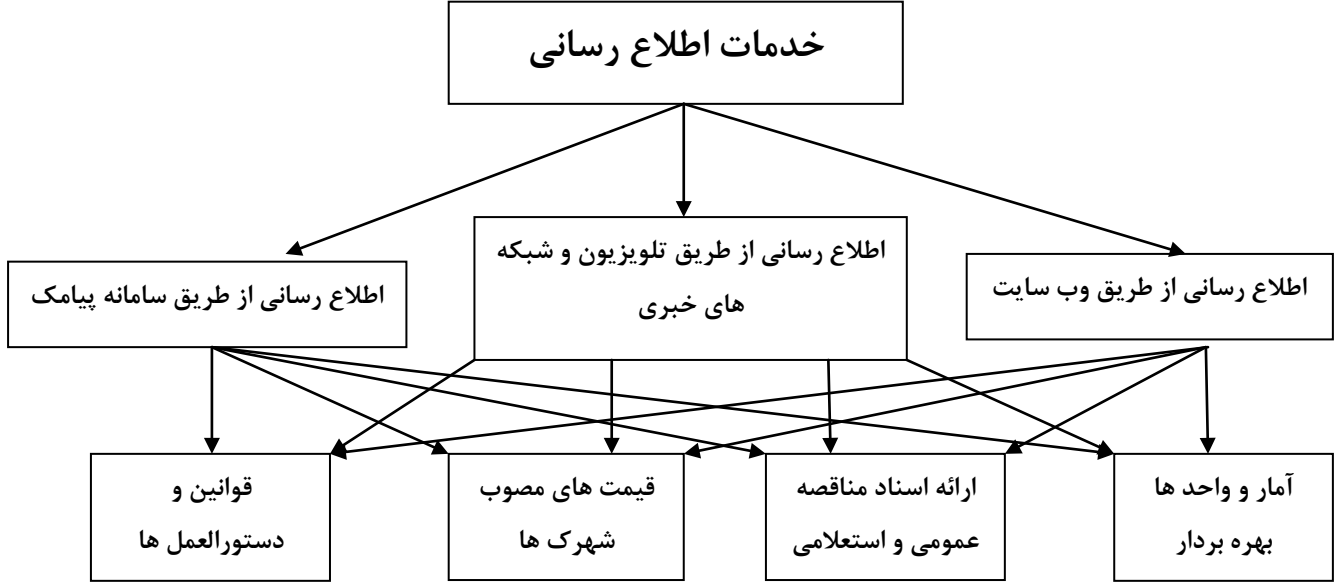 خدمات اطلاع رسانی
اطلاع رسانی از طریق وب سایت
اطلاع رسانی از طریق تلویزیون و شبکه
های خبری
اطلاع رسانی از طریق سامانه پیامک
آمار و واحد ها
بهره بردار
ارائه اسناد مناقصه
عمومی و استعلامی
قیمت های مصوب
شهرک ها
قوانین و
دستورالعمل ها